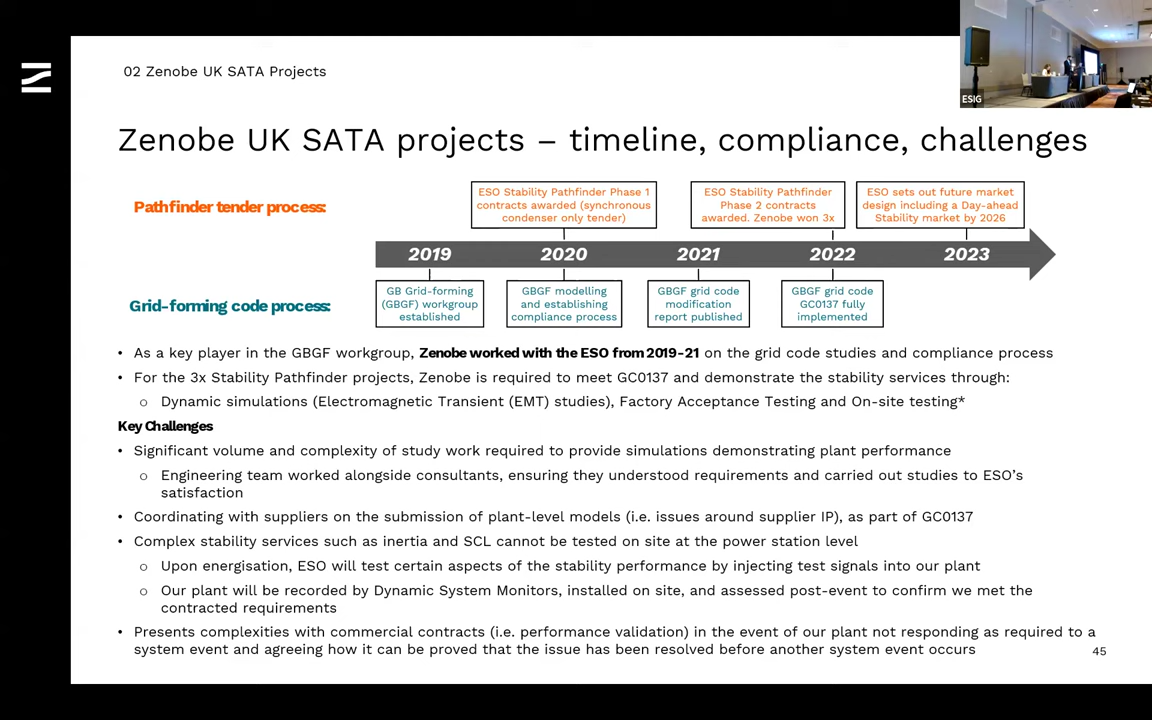 02 Zenobe UK SATA Projects
ESIG
Zenobe UK SATA projects – timeline, compliance, challenges
Pathfinder tender process:
ESO Stability Pathfinder Phase 1
contracts awarded (synchronous
condenser only tender)
ESO Stability Pathfinder
Phase 2 contracts
awarded. Zenobe won 3x
ESO sets out future market
design including a Day-ahead
Stability market by 2026
2019 2020 2021 2022 2023
Grid-forming code process:
GB Grid-forming
(GBGF) workgroup
established
GBGF modelling
and establishing
compliance process
GBGF grid code
modification
report published
GBGF grid code
GC0137 fully
implemented
• As a key player in the GBGF workgroup, Zenobe worked with the ESO from 2019-21 on the grid code studies and compliance process
• For the 3x Stability Pathfinder projects, Zenobe is required to meet GC0137 and demonstrate the stability services through:
o Dynamic simulations (Electromagnetic Transient (EMT) studies), Factory Acceptance Testing and On-site testing*
Key Challenges
• Significant volume and complexity of study work required to provide simulations demonstrating plant performance
o Engineering team worked alongside consultants, ensuring they understood requirements and carried out studies to ESO's
satisfaction
• Coordinating with suppliers on the submission of plant-level models (i.e. issues around supplier IP), as part of GC0137
• Complex stability services such as inertia and SCL cannot be tested on site at the power station level
o Upon energisation, ESO will test certain aspects of the stability performance by injecting test signals into our plant
o Our plant will be recorded by Dynamic System Monitors, installed on site, and assessed post-event to confirm we met the
contracted requirements
• Presents complexities with commercial contracts (i.e. performance validation) in the event of our plant not responding as required to a
system event and agreeing how it can be proved that the issue has been resolved before another system event occurs
45